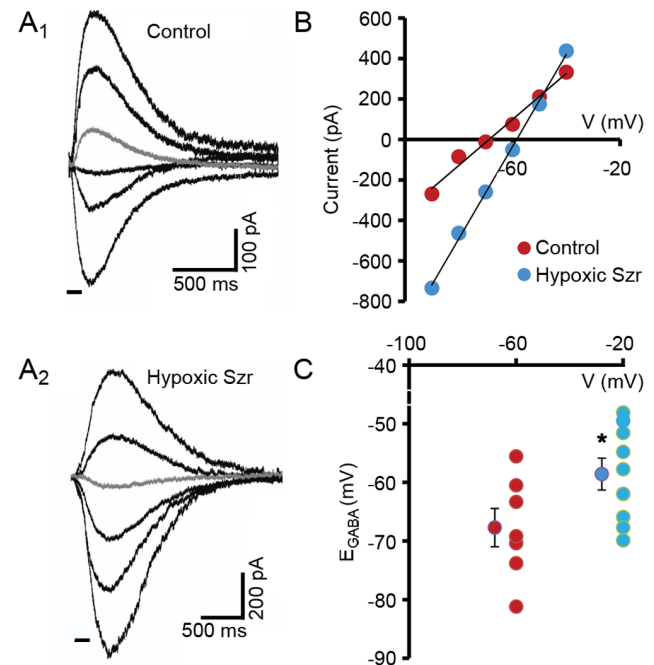 A1
Control
100 pA
500 ms
B
600
400
200
0
-200
-400
-600
-800
Current (pA)
V (mV)
-60
-20
Control
Hypoxic Szr
A2
Hypoxic Szr
200 pA
500 ms
C
-100
-60
-20
V (mV)
-40
-50
-60
-70
-80
-90
EGABA (mV)
*